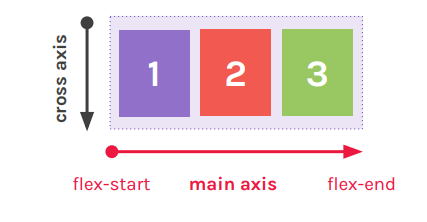 cross axis
1 2 3
flex-start main axis flex-end